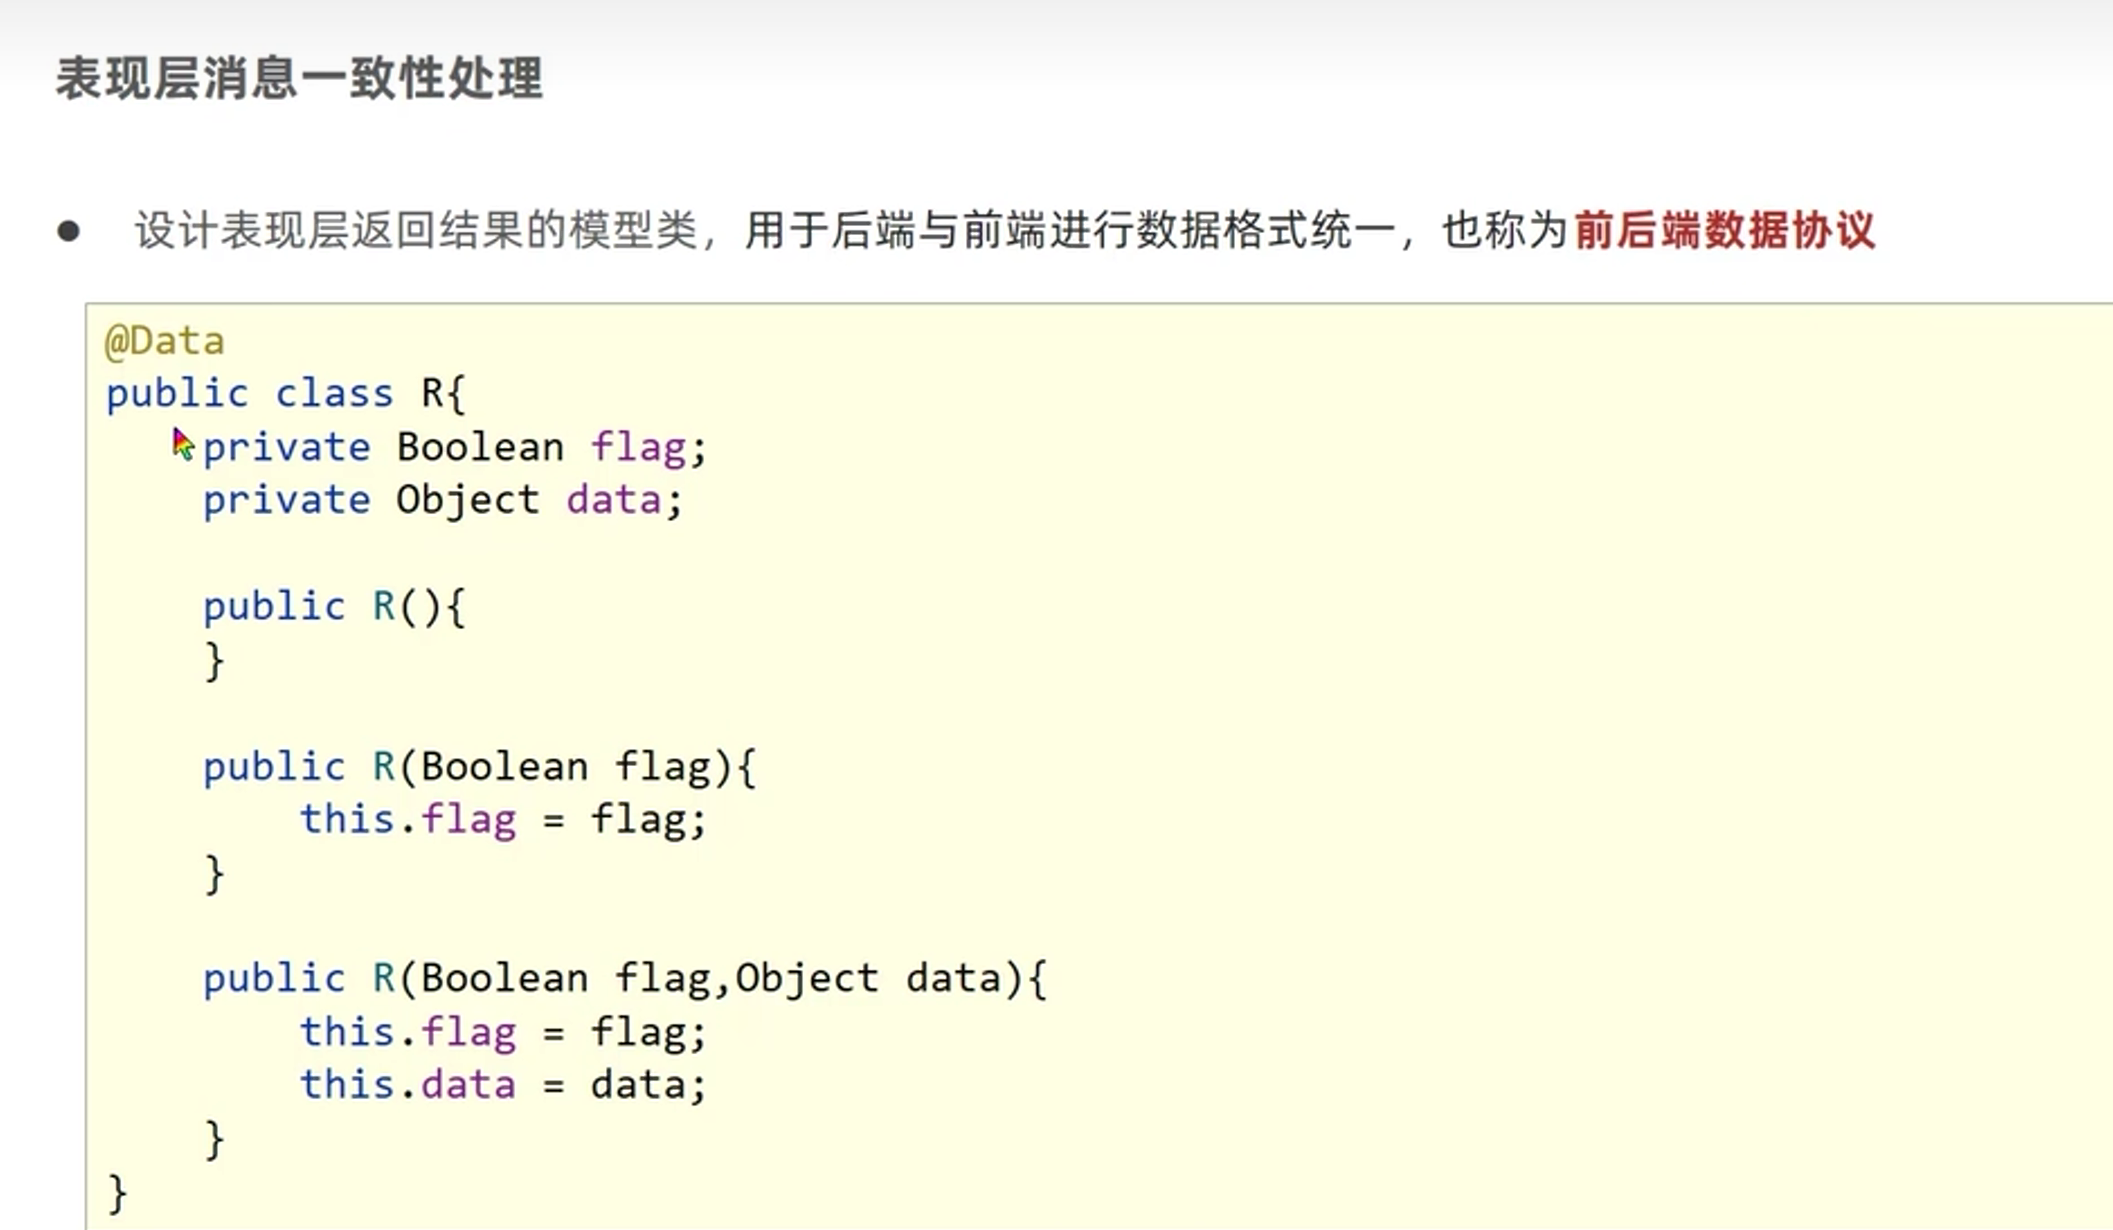 表现层消息一致性处理
● 设计表现层返回结果的模型类，用于后端与前端进行数据格式统一，也称为前后端数据协议
@Data
public class R{
    private Boolean flag;
    private Object data;
    public R(){
    }
    public R(Boolean flag){
        this.flag = flag;
    }
    public R(Boolean flag,Object data){
        this.flag = flag;
        this.data = data;
    }
}